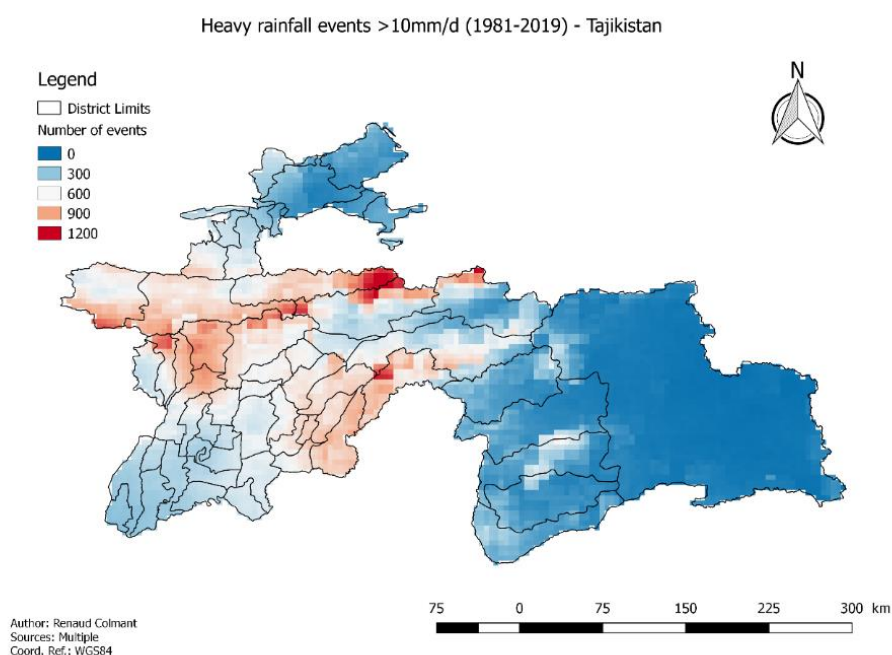 Heavy rainfall events >10mm/d (1981-2019) - Tajikistan
Legend
District Limits
Number of events
0
300
600
900
1200
N
75 0 75 150 225 300 km
Author: Renaud Colmant
Sources: Multiple
Coord. Ref.: WGS84